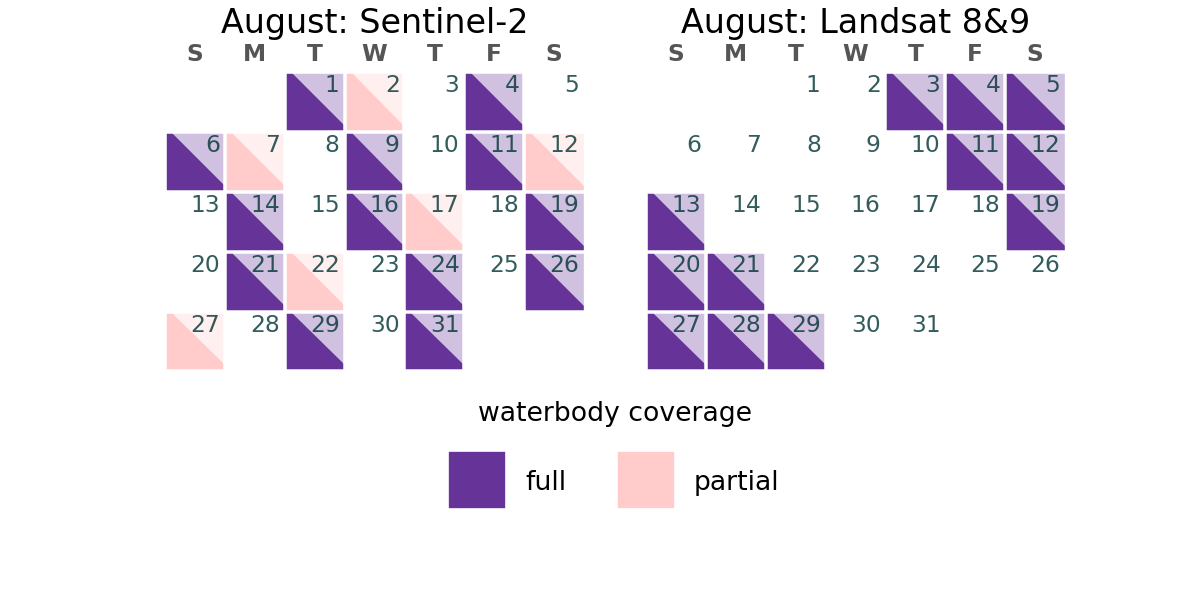 August: Sentinel-2
S M T W T F S
1 2 3 4 5
6 7 8 9 10 11 12
13 14 15 16 17 18 19
20 21 22 23 24 25 26
27 28 29 30 31
August: Landsat 8&9
S M T W T F S
1 2 3 4 5
6 7 8 9 10 11 12
13 14 15 16 17 18 19
20 21 22 23 24 25 26
27 28 29 30 31
waterbody coverage
full partial